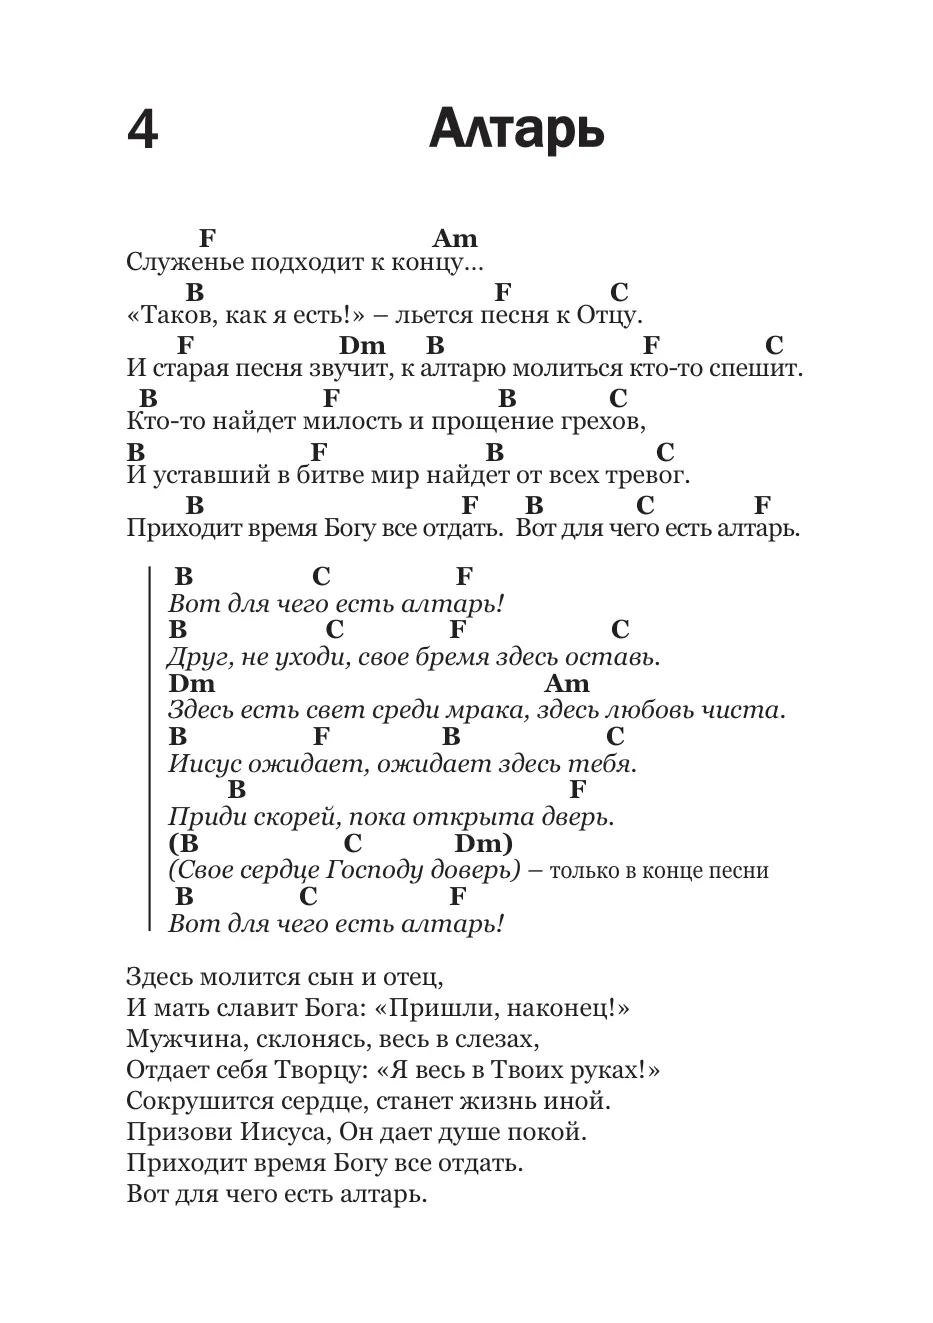 4 Алтарь
F Am
Служенье подходит к концу...
B F C
«Таков, как я есть!» – льется песня к Отцу.
F Dm B F C
И старая песня звучит, к алтарю молиться кто-то спешит.
B F B C
Кто-то найдет милость и прощение грехов,
B F B C
И уставший в битве мир найдет от всех тревог.
B F B C F
Приходит время Богу все отдать. Вот для чего есть алтарь.
B C F
Вот для чего есть алтарь!
B C F C
Друг, не уходи, свое бремя здесь оставь.
Dm Am
Здесь есть свет среди мрака, здесь любовь чиста.
B F B C
Иисус ожидает, ожидает здесь тебя.
B F
Приди скорей, пока открыта дверь.
(B C Dm)
(Свое сердце Господу доверь) – только в конце песни
B C F
Вот для чего есть алтарь!
Здесь молится сын и отец,
И мать славит Бога: «Пришли, наконец!»
Мужчина, склонясь, весь в слезах,
Отдает себя Творцу: «Я весь в Твоих руках!»
Сокрушится сердце, станет жизнь иной.
Призови Иисуса, Он дает душе покой.
Приходит время Богу все отдать.
Вот для чего есть алтарь.